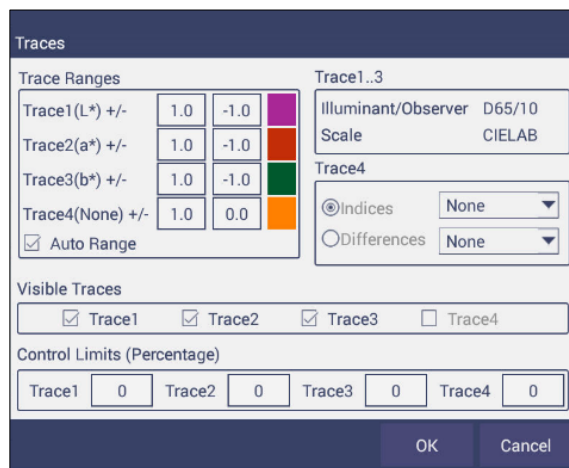 Traces
Trace Ranges
Trace1(L*) +/- 1.0 -1.0
Trace2(a*) +/- 1.0 -1.0
Trace3(b*) +/- 1.0 -1.0
Trace4(None) +/- 1.0 0.0
Auto Range
Trace1..3
Illuminant/Observer D65/10
Scale CIELAB
Trace4
Indices None
Differences None
Visible Traces
Trace1 Trace2 Trace3 Trace4
Control Limits (Percentage)
Trace1 0 Trace2 0 Trace3 0 Trace4 0
OK Cancel